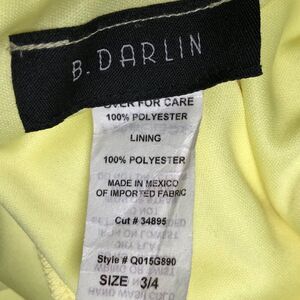 B. DARLIN
OVER FOR CARE
100% POLYESTER
LINING
100% POLYESTER
MADE IN MEXICO
OF IMPORTED FABRIC
Cut # 34895
Style # Q015G890
SIZE 3/4